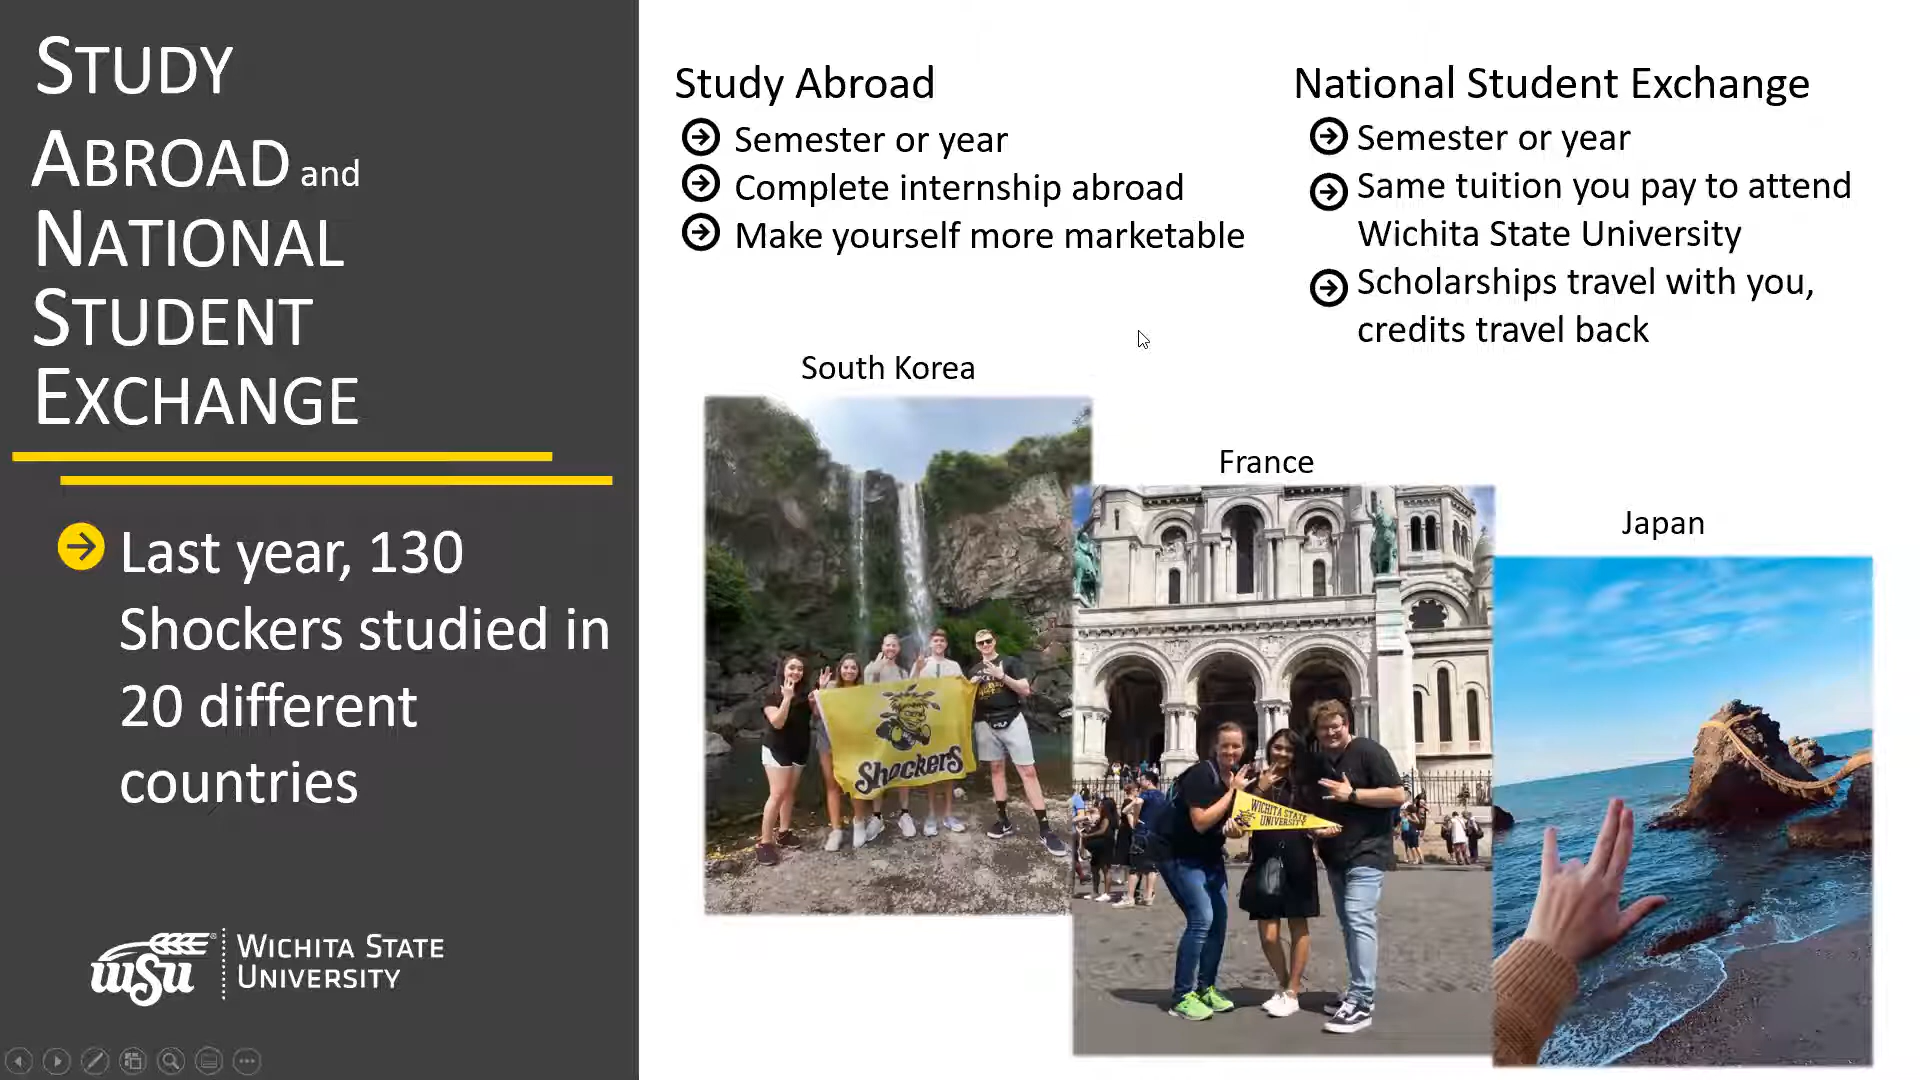 STUDY
ABROAD and
NATIONAL
STUDENT
EXCHANGE
Last year, 130
Shockers studied in
20 different
countries
WSU
WICHITA STATE
UNIVERSITY
Study Abroad
Semester or year
Complete internship abroad
Make yourself more marketable
National Student Exchange
Semester or year
Same tuition you pay to attend
Wichita State University
Scholarships travel with you,
credits travel back
South Korea
Shockers
France
WICHITA STATE
UNIVERSITY
Japan